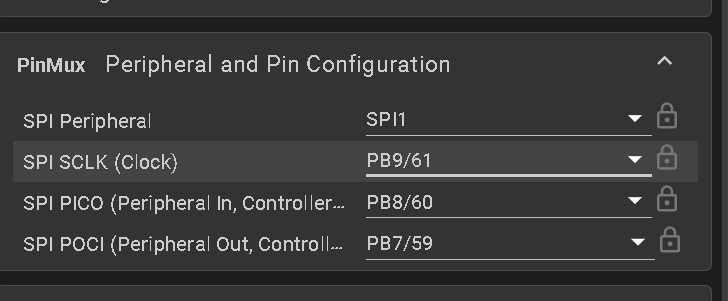 PinMux Peripheral and Pin Configuration
SPI Peripheral SPI1
SPI SCLK (Clock) PB9/61
SPI PICO (Peripheral In, Controller... PB8/60
SPI POCI (Peripheral Out, Controll... PB7/59